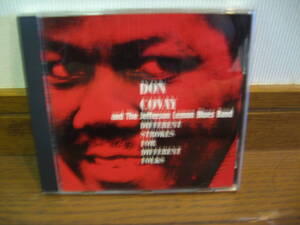 DON
COVAY
and The Jefferson Lemon Blues Band
DIFFERENT
STROKES
FOR
DIFFERENT
FOLKS